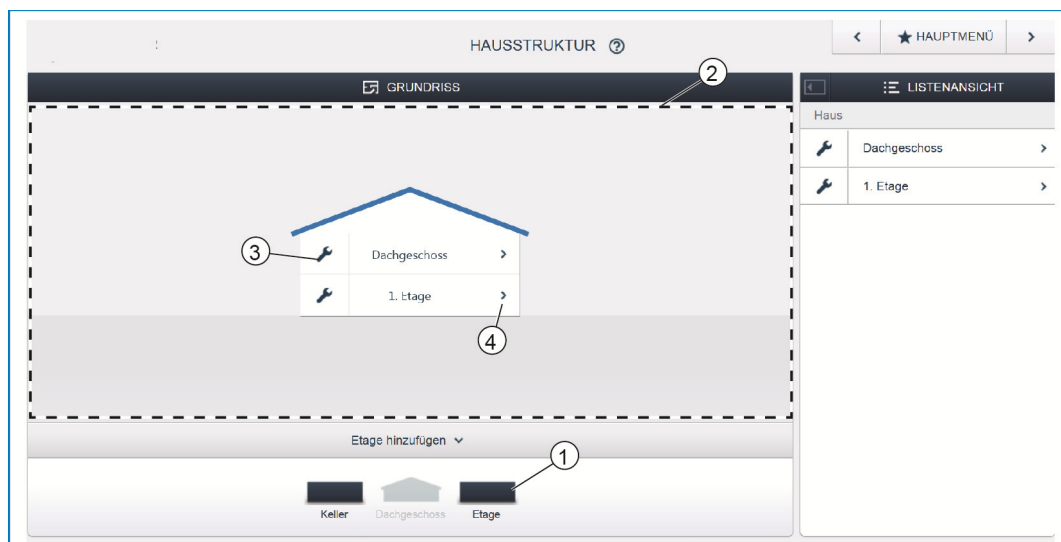 HAUSSTRUKTUR ?
HAUPTMENÜ
2
GRUNDRISS
LISTENANSICHT
Haus
Dachgeschoss
1. Etage
3
Dachgeschoss
1. Etage
4
Etage hinzufügen
1
Keller
Dachgeschoss
Etage